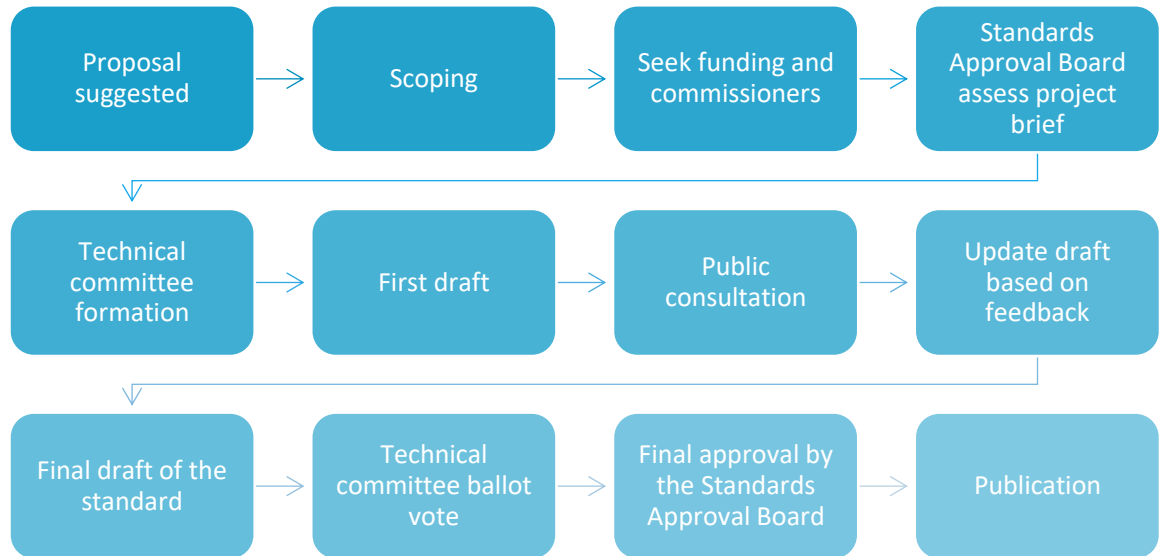 Proposal
suggested
Scoping
Seek funding and
commissioners
Standards
Approval Board
assess project
brief
Technical
committee
formation
First draft
Public
consultation
Update draft
based on
feedback
Final draft of the
standard
Technical
committee ballot
vote
Final approval by
the Standards
Approval Board
Publication